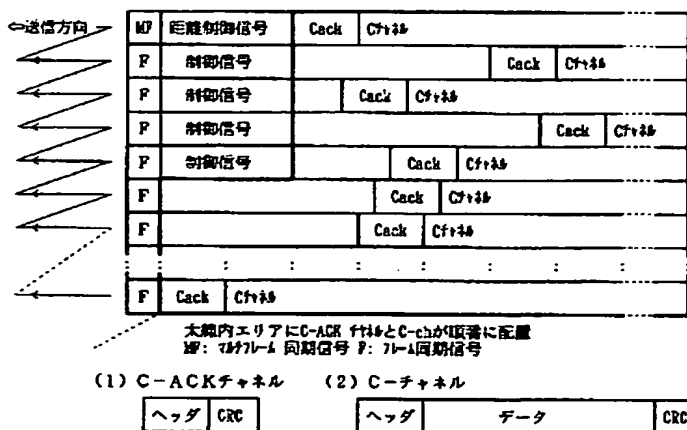 ⇦送信方向 MF 距離制御信号 Cack Cチャネル
F 制御信号 Cack Cチャネル
F 制御信号 Cack Cチャネル
F 制御信号 Cack Cチャネル
F 制御信号 Cack Cチャネル
F Cack Cチャネル
F Cack Cチャネル
F Cack Cチャネル
太線内エリアにC-ACK チャネルとC-chが順番に配置
MF: マルチフレーム 同期信号 F: フレーム同期信号
(1) C-ACKチャネル (2) C-チャネル
ヘッダ CRC ヘッダ データ CRC